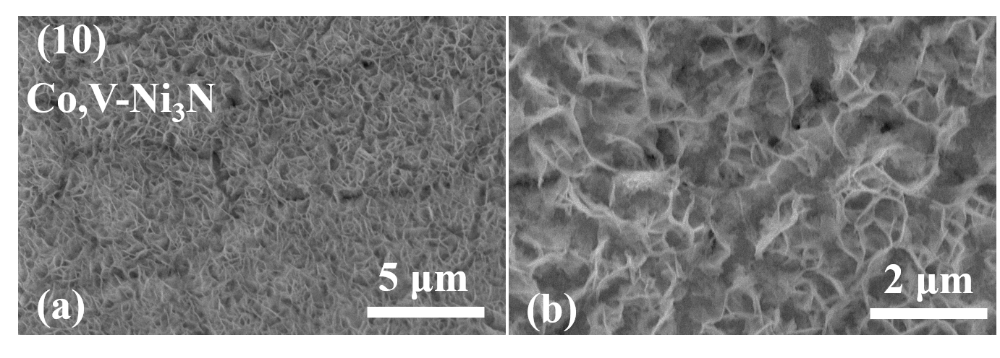 (10)
Co,V-Ni₃N
5 μm
(a)
2 μm
(b)